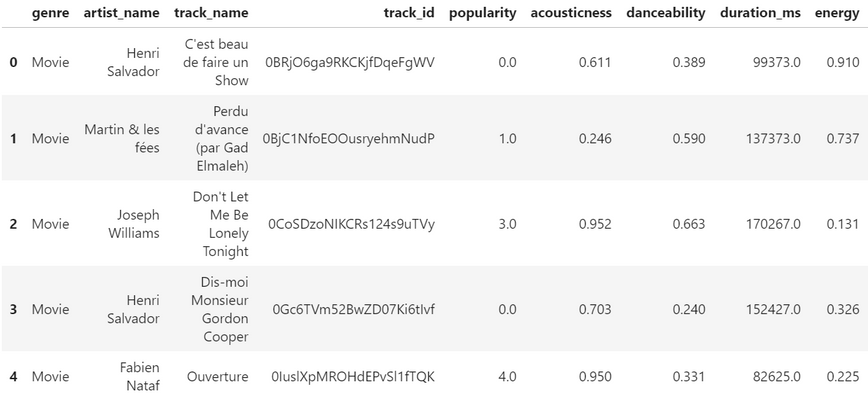 genre artist_name track_name track_id popularity acousticness danceability duration_ms energy
0 Movie Henri Salvador C'est beau de faire un Show 0BRjO6ga9RKCKjfDqeFgWV 0.0 0.611 0.389 99373.0 0.910
1 Movie Martin & les fées Perdu d'avance (par Gad Elmaleh) 0BjC1NfoEOOusryehmNudP 1.0 0.246 0.590 137373.0 0.737
2 Movie Joseph Williams Don't Let Me Be Lonely Tonight 0CoSDzoNIKCRs124s9uTVy 3.0 0.952 0.663 170267.0 0.131
3 Movie Henri Salvador Dis-moi Monsieur Gordon Cooper 0Gc6TVm52BwZD07Ki6tIvf 0.0 0.703 0.240 152427.0 0.326
4 Movie Fabien Nataf Ouverture 0IuslXpMROHdEPvSl1fTQK 4.0 0.950 0.331 82625.0 0.225